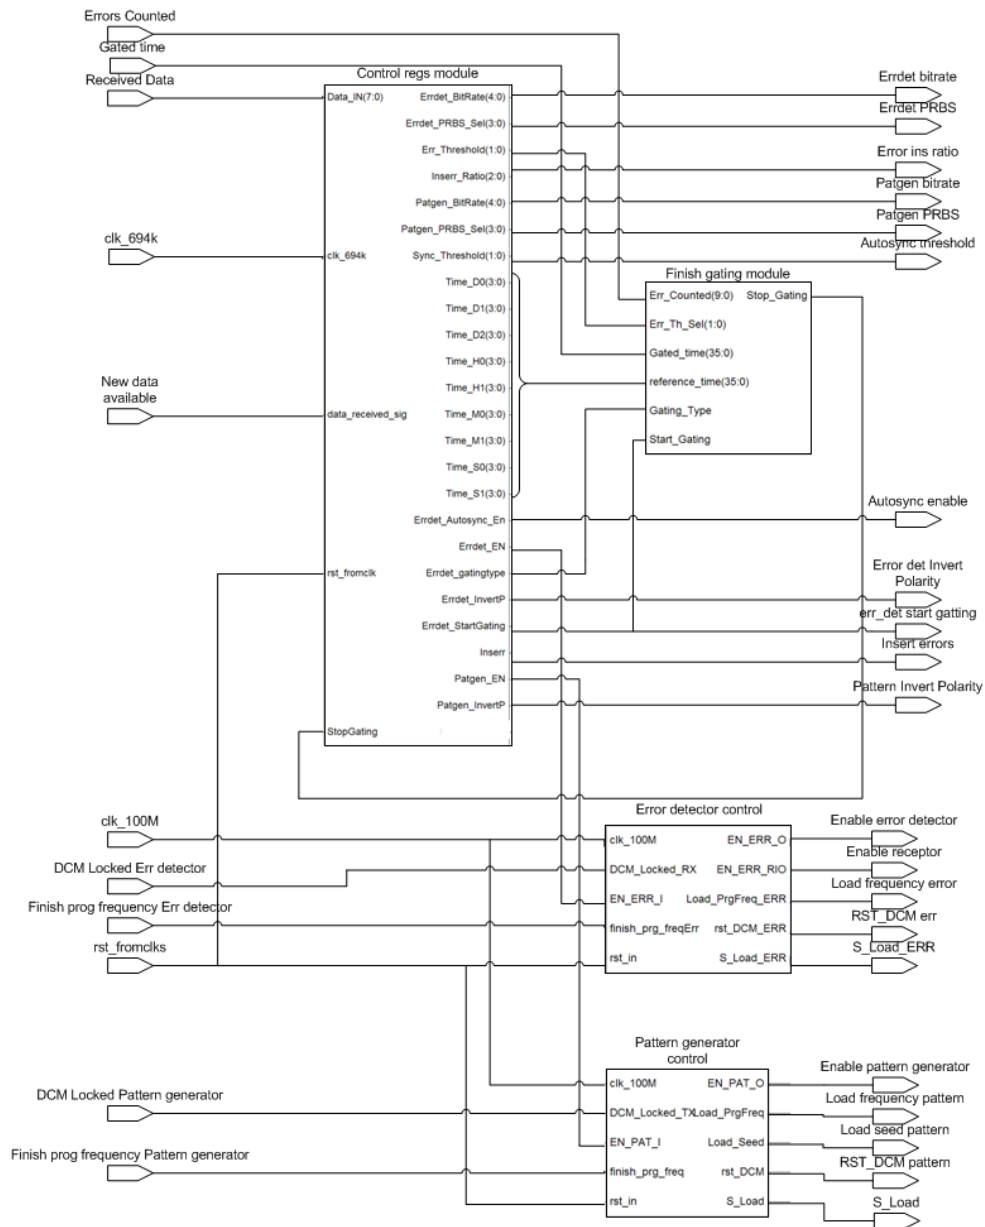 Errors Counted
Gated time
Received Data
Control regs module
Data_IN(7:0)
clk_694k
clk_694k
New data
available
data_received_sig
rst_fromclk
StopGating
Errdet_BitRate(4:0)
Errdet_PRBS_Sel(3:0)
Err_Threshold(1:0)
Inserr_Ratio(2:0)
Patgen_BitRate(4:0)
Patgen_PRBS_Sel(3:0)
Sync_Threshold(1:0)
Time_D0(3:0)
Time_D1(3:0)
Time_D2(3:0)
Time_H0(3:0)
Time_H1(3:0)
Time_M0(3:0)
Time_M1(3:0)
Time_S0(3:0)
Time_S1(3:0)
Errdet_Autosync_En
Errdet_EN
Errdet_gatingtype
Errdet_InvertP
Errdet_StartGating
Inserr
Patgen_EN
Patgen_InvertP
Errdet bitrate
Errdet PRBS
Error ins ratio
Patgen bitrate
Patgen PRBS
Autosync threshold
Finish gating module
Err_Counted(9:0)
Stop_Gating
Err_Th_Sel(1:0)
Gated_time(35:0)
reference_time(35:0)
Gating_Type
Start_Gating
Autosync enable
Error det Invert
Polarity
err_det start gatting
Insert errors
Pattern Invert Polarity
clk_100M
DCM Locked Err detector
Finish prog frequency Err detector
rst_fromclks
Error detector control
clk_100M
DCM_Locked_RX
EN_ERR_I
finish_prg_freqErr
rst_in
EN_ERR_O
EN_ERR_RIO
Load_PrgFreq_ERR
rst_DCM_ERR
S_Load_ERR
Enable error detector
Enable receptor
Load frequency error
RST_DCM err
S_Load_ERR
DCM Locked Pattern generator
Finish prog frequency Pattern generator
Pattern generator
control
clk_100M
DCM_Locked_TX
EN_PAT_I
finish_prg_freq
rst_in
EN_PAT_O
Load_PrgFreq
Load_Seed
rst_DCM
S_Load
Enable pattern generator
Load frequency pattern
Load seed pattern
RST_DCM pattern
S_Load